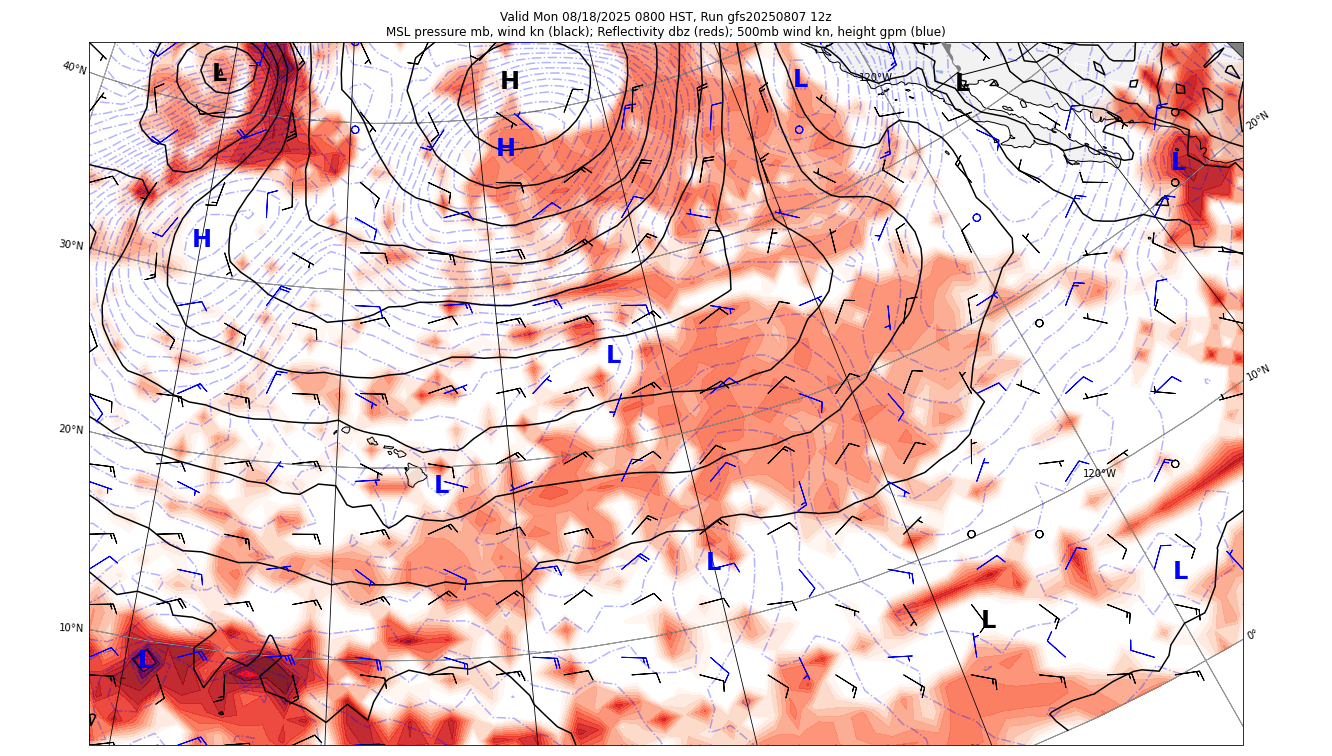 Valid Mon 08/18/2025 0800 HST, Run gfs20250807 12z
MSL pressure mb, wind kn (black); Reflectivity dbz (reds); 500mb wind kn, height gpm (blue)
40°N
L
H
L
120°W
L
20°N
H
L
30°N
H
L
10°N
20°N
L
120°W
L
L
10°N
L
0°
L